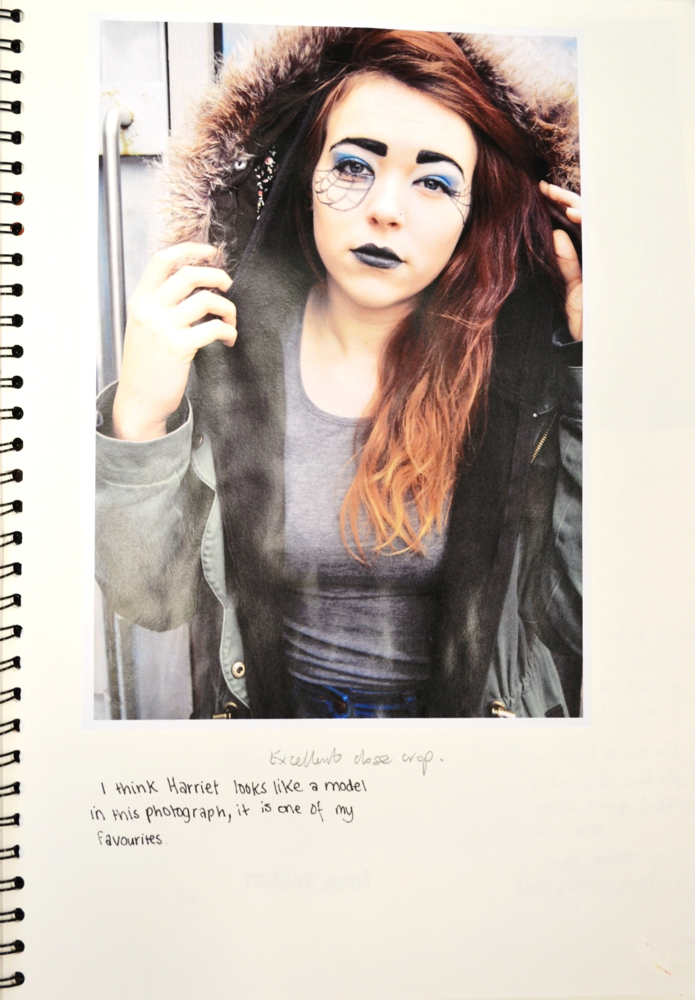 Excellent close crop.
I think Harriet looks like a model
in this photograph, it is one of my
favourites.